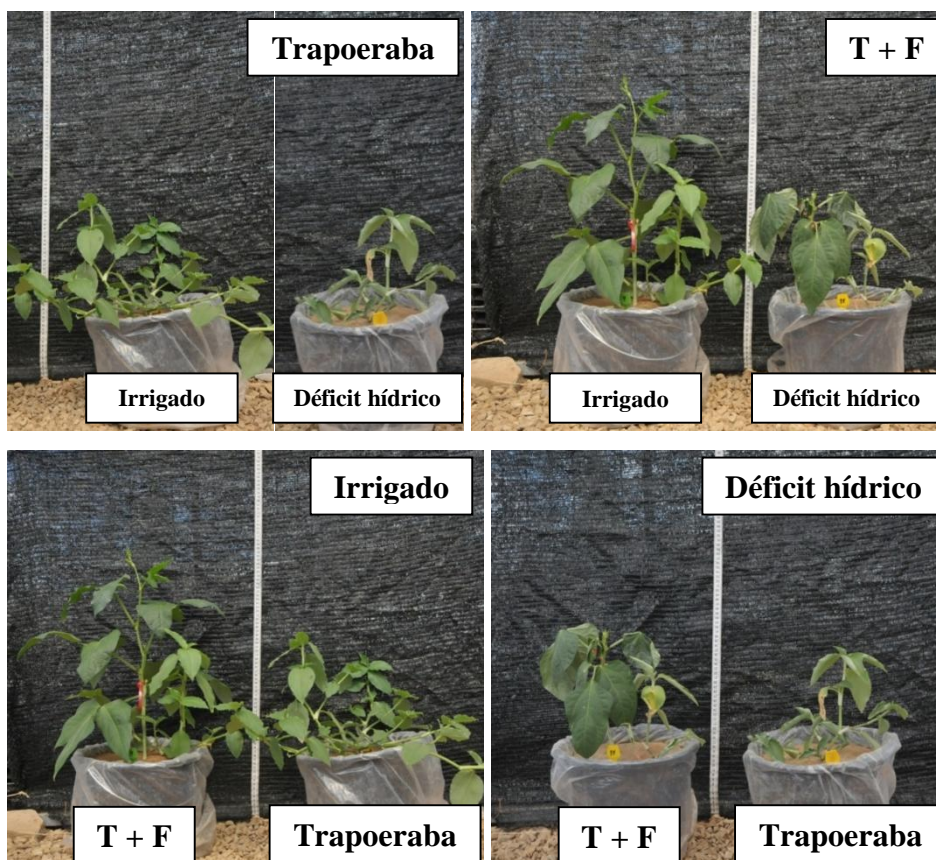 Trapoeraba
Irrigado
Déficit hídrico
T + F
Irrigado
Déficit hídrico
Irrigado
T + F
Trapoeraba
Déficit hídrico
T + F
Trapoeraba